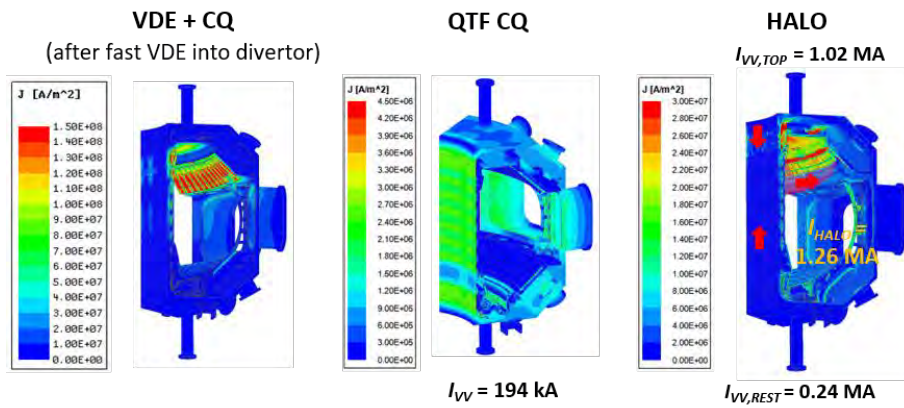 VDE + CQ
(after fast VDE into divertor)
J [A/m^2]
1.50E+08
1.40E+08
1.30E+08
1.20E+08
1.10E+08
1.00E+08
9.00E+07
8.00E+07
7.00E+07
6.00E+07
5.00E+07
4.00E+07
3.00E+07
2.00E+07
1.00E+07
0.00E+00
QTF CQ
J [A/m^2]
4.50E+06
4.20E+06
3.90E+06
3.60E+06
3.30E+06
3.00E+06
2.70E+06
2.40E+06
2.10E+06
1.80E+06
1.50E+06
1.20E+06
9.00E+05
6.00E+05
3.00E+05
0.00E+00
I_VV = 194 kA
HALO
I_VV,TOP = 1.02 MA
J [A/m^2]
3.00E+07
2.80E+07
2.60E+07
2.40E+07
2.20E+07
2.00E+07
1.80E+07
1.60E+07
1.40E+07
1.20E+07
1.00E+07
8.00E+06
6.00E+06
4.00E+06
2.00E+06
0.00E+00
I_HALO =
1.26 MA
I_VV,REST = 0.24 MA